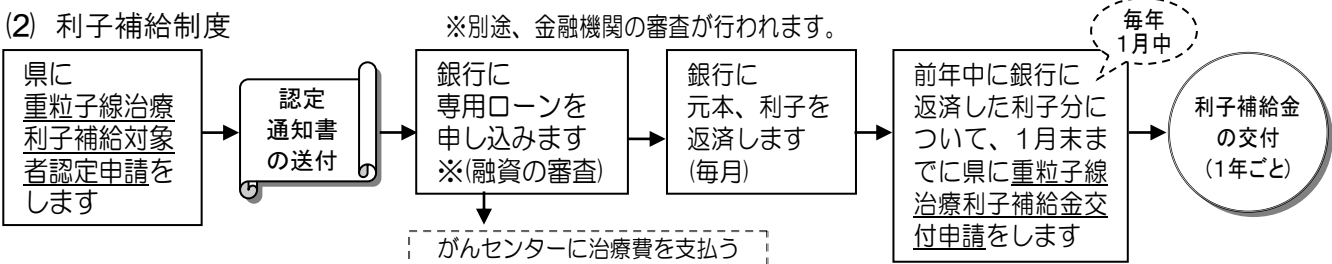 (2) 利子補給制度
※別途、金融機関の審査が行われます。
県に
重粒子線治療
利子補給対象
者認定申請を
します
認定
通知書
の送付
銀行に
専用ローンを
申し込みます
※(融資の審査)
がんセンターに治療費を支払う
銀行に
元本、利子を
返済します
(毎月)
毎年
1月中
前年中に銀行に
返済した利子分に
ついて、1月末ま
でに県に重粒子線
治療利子補給金交
付申請をします
利子補給金
の交付
(1年ごと)